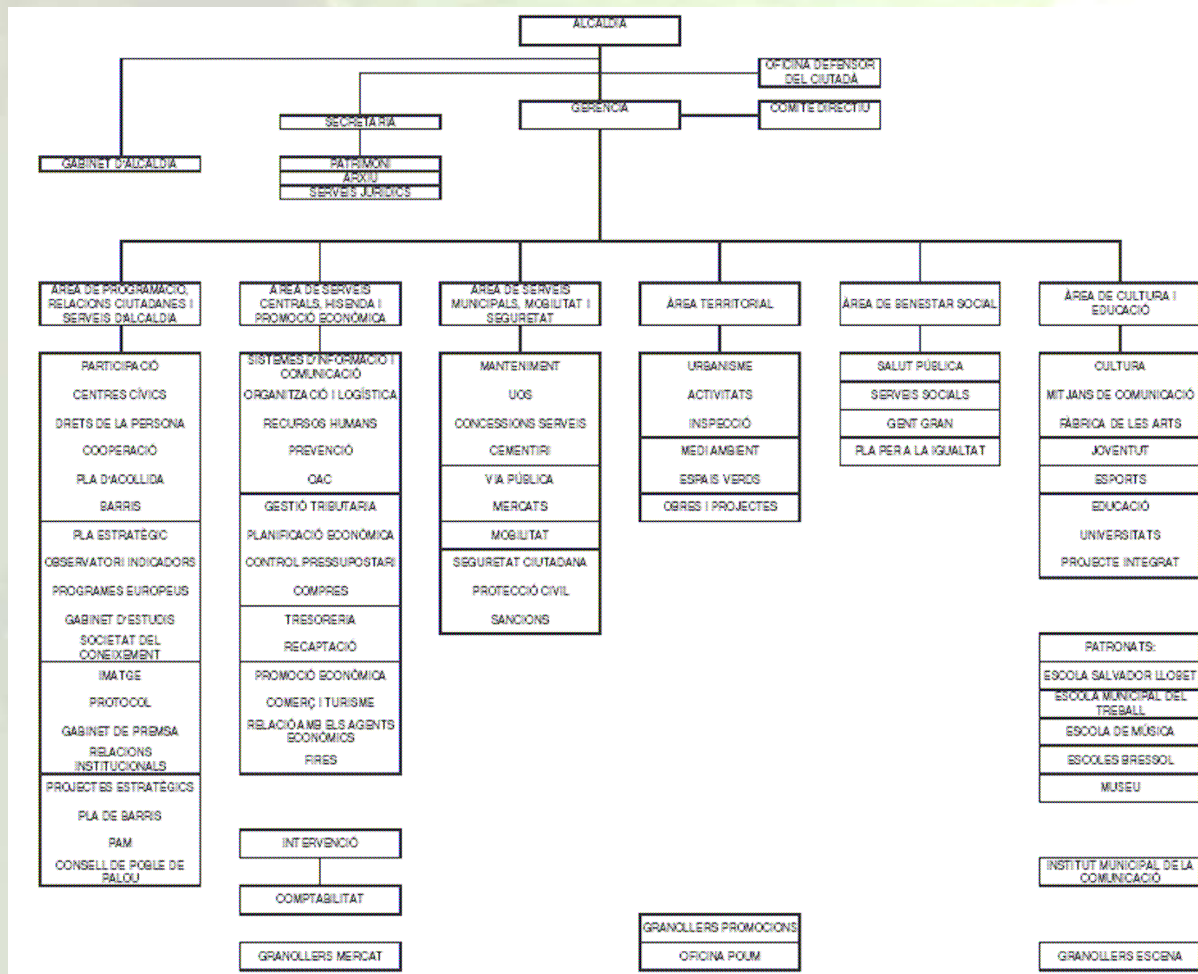 ALCALDIA
OFICINA DEFENSOR
DEL CIUTADÀ
GERÈNCIA
COMITÈ DIRECTIU
SECRETARIA
GABINET D'ALCALDIA
PATRIMONI
ARXIU
SERVEIS JURÍDICS
ÀREA DE PROGRAMACIÓ,
RELACIONS CIUTADANES I
SERVEIS D'ALCALDIA
ÀREA DE SERVEIS
CENTRALS, HISENDA I
PROMOCIÓ ECONÒMICA
ÀREA DE SERVEIS
MUNICIPALS, MOBILITAT I
SEGURETAT
ÀREA TERRITORIAL
ÀREA DE BENESTAR SOCIAL
ÀREA DE CULTURA I
EDUCACIÓ
PARTICIPACIÓ
CENTRES CÍVICS
DRETS DE LA PERSONA
COOPERACIÓ
PLA D'ACOLLIDA
BARRIS
PLA ESTRATÈGIC
OBSERVATORI INDICADORS
PROGRAMES EUROPEUS
GABINET D'ESTUDIS
SOCIETAT DEL
CONEIXEMENT
IMATGE
PROTOCOL
GABINET DE PREMSA
RELACIONS
INSTITUCIONALS
PROJECTES ESTRATÈGICS
PLA DE BARRIS
PAM
CONSELL DE POBLE DE
PALOU
SISTEMES D'INFORMACIÓ I
COMUNICACIÓ
ORGANITZACIÓ I LOGÍSTICA
RECURSOS HUMANS
PREVENCIÓ
OAC
GESTIÓ TRIBUTARIA
PLANIFICACIÓ ECONÒMICA
CONTROL PRESSUPOSTARI
COMPRES
TRESORERIA
RECAPTACIÓ
PROMOCIÓ ECONÒMICA
COMERÇ I TURISME
RELACIÓ AMB ELS AGENTS
ECONÒMICS
FIRES
INTERVENCIÓ
COMPTABILITAT
GRANOLLERS MERCAT
MANTENIMENT
UOS
CONCESSIONS SERVEIS
CEMENTIRI
VIA PÚBLICA
MERCATS
MOBILITAT
SEGURETAT CIUTADANA
PROTECCIÓ CIVIL
SANCIONS
URBANISME
ACTIVITATS
INSPECCIÓ
MEDI AMBIENT
ESPAIS VERDS
OBRES I PROJECTES
GRANOLLERS PROMOCIONS
OFICINA POUM
SALUT PÚBLICA
SERVEIS SOCIALS
GENT GRAN
PLA PER A LA IGUALTAT
CULTURA
MITJANS DE COMUNICACIÓ
FÀBRICA DE LES ARTS
JOVENTUT
ESPORTS
EDUCACIÓ
UNIVERSITATS
PROJECTE INTEGRAT
PATRONATS:
ESCOLA SALVADOR LLOBET
ESCOLA MUNICIPAL DEL
TREBALL
ESCOLA DE MÚSICA
ESCOLES BRESSOL
MUSEU
INSTITUT MUNICIPAL DE LA
COMUNICACIÓ
GRANOLLERS ESCENA